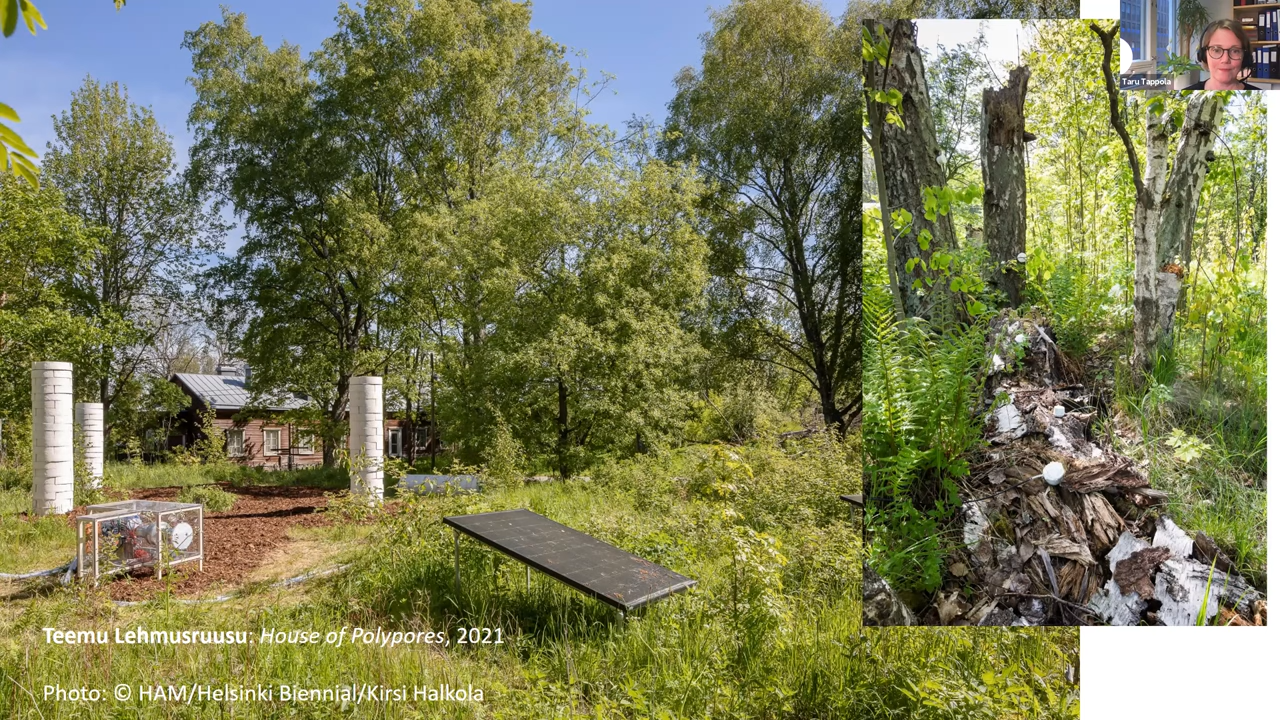 Taru Tappola
Teemu Lehmusruusu: House of Polypores, 2021
Photo: © HAM/Helsinki Biennial/Kirsi Halkola